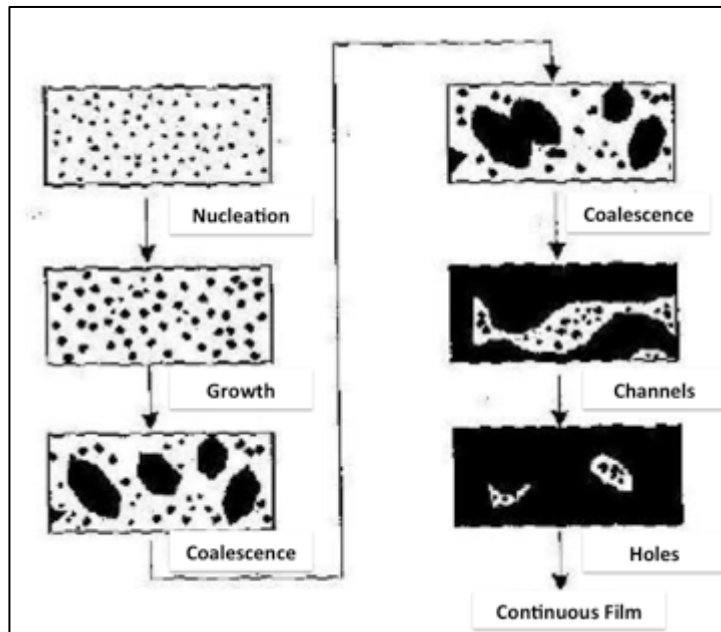 Nucleation
Growth
Coalescence
Coalescence
Channels
Holes
Continuous Film